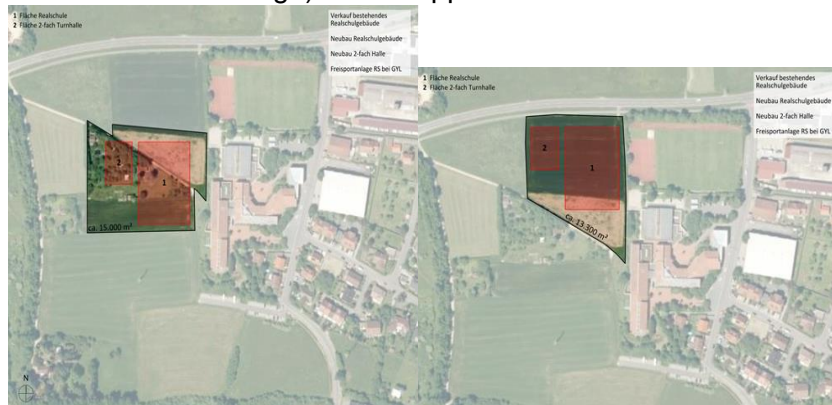 1 Fläche Realschule
2 Fläche 2-fach Turnhalle
Verkauf bestehendes
Realschulgebäude
Neubau Realschulgebäude
Neubau 2-fach Halle
Freisportanlage RS bei GYL
2
1
ca. 15.000 m²
N
1 Fläche Realschule
2 Fläche 2-fach Turnhalle
Verkauf bestehendes
Realschulgebäude
Neubau Realschulgebäude
Neubau 2-fach Halle
Freisportanlage RS bei GYL
2
1
ca. 13.300 m²